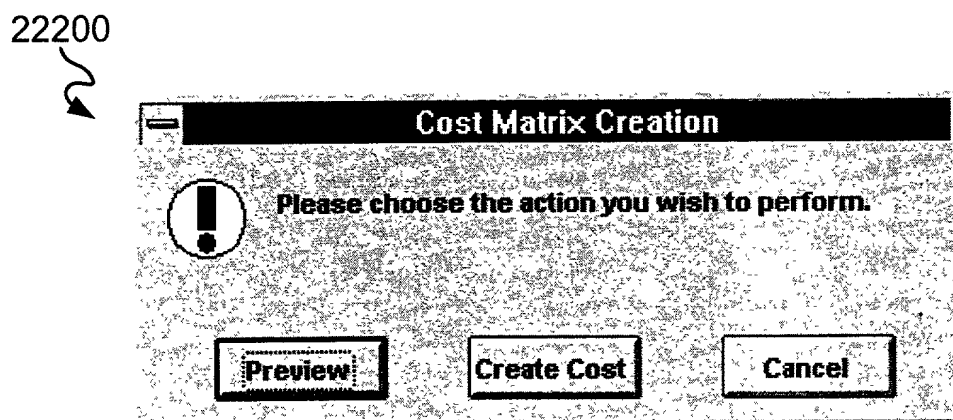 22200
Cost Matrix Creation
Please choose the action you wish to perform.
Preview Create Cost Cancel